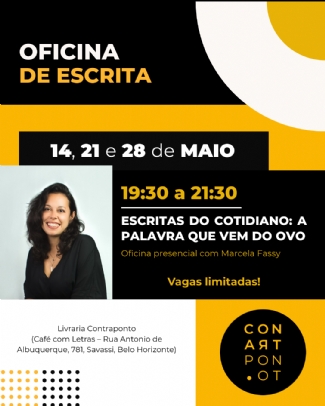 OFICINA
DE ESCRITA
14, 21 e 28 de MAIO
19:30 a 21:30
ESCRITAS DO COTIDIANO: A
PALAVRA QUE VEM DO OVO
Oficina presencial com Marcela Fassy
Vagas limitadas!
Livraria Contraponto
(Café com Letras – Rua Antonio de
Albuquerque, 781, Savassi, Belo Horizonte)
CON
ART
PON
.OT